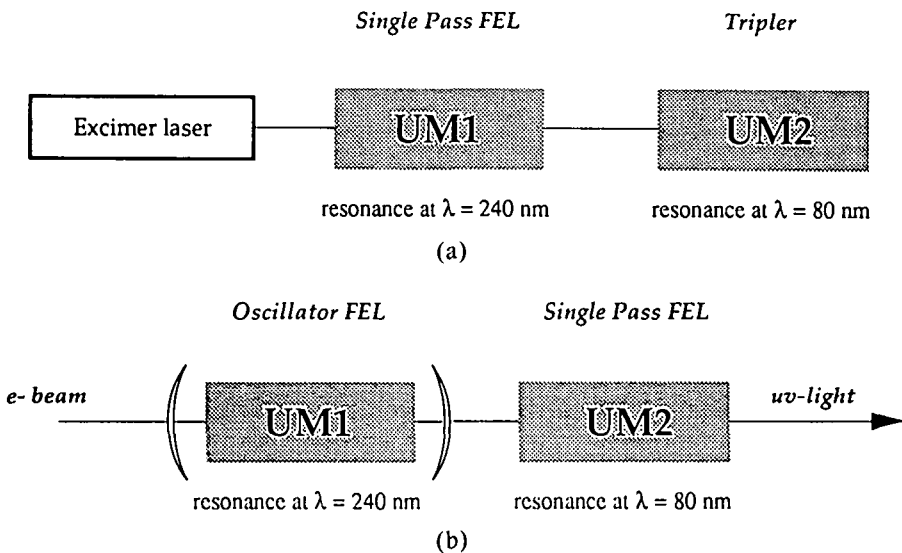 Single Pass FEL Tripler
Excimer laser UM1 UM2
resonance at λ = 240 nm resonance at λ = 80 nm
(a)
Oscillator FEL Single Pass FEL
e- beam UM1 UM2 uv-light
resonance at λ = 240 nm resonance at λ = 80 nm
(b)